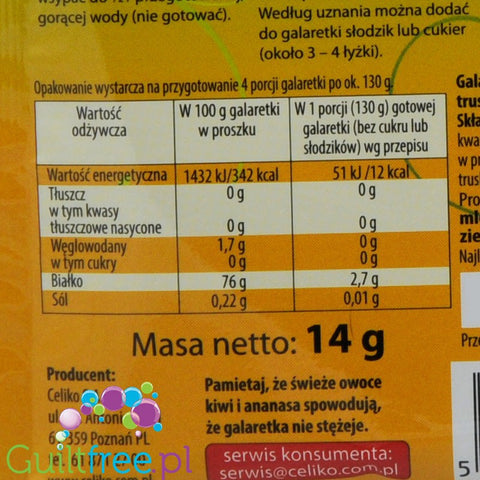 gorącej wody (nie gotować).
Według uznania można dodać
do galaretki słodzik lub cukier
(około 3 – 4 łyżki).
Opakowanie wystarcza na przygotowanie 4 porcji galaretki po ok. 130 g.
Wartość odżywcza W 100 g galaretki w proszku W 1 porcji (130 g) gotowej galaretki (bez cukru lub słodzików) wg przepisu
Wartość energetyczna 1432 kJ/342 kcal 51 kJ /12 kcal
Tłuszcz 0 g 0 g
w tym kwasy
tłuszczowe nasycone 0 g 0 g
Węglowodany 1,7 g 0 g
w tym cukry 0 g 0 g
Białko 76 g 2,7 g
Sól 0,22 g 0,01 g
Masa netto: 14 g
Producent:
Celiko
ul.
359 Poznań PL
tel. 61
Pamiętaj, że świeże owoce
kiwi i ananasa spowodują,
że galaretka nie stężeje.
serwis konsumenta:
serwis@celiko.com.pl
Guiltfree.pl
5